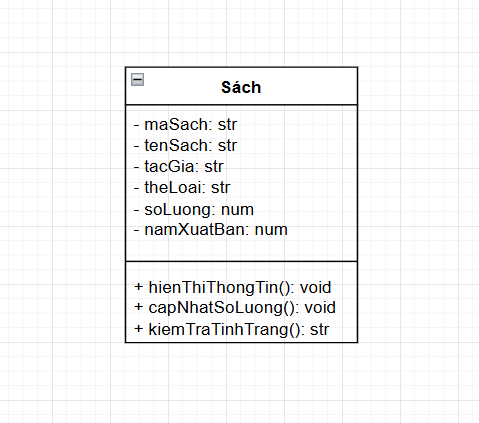 Sách
- maSach: str
- tenSach: str
- tacGia: str
- theLoai: str
- soLuong: num
- namXuatBan: num
+ hienThiThongTin(): void
+ capNhatSoLuong(): void
+ kiemTraTinhTrang(): str